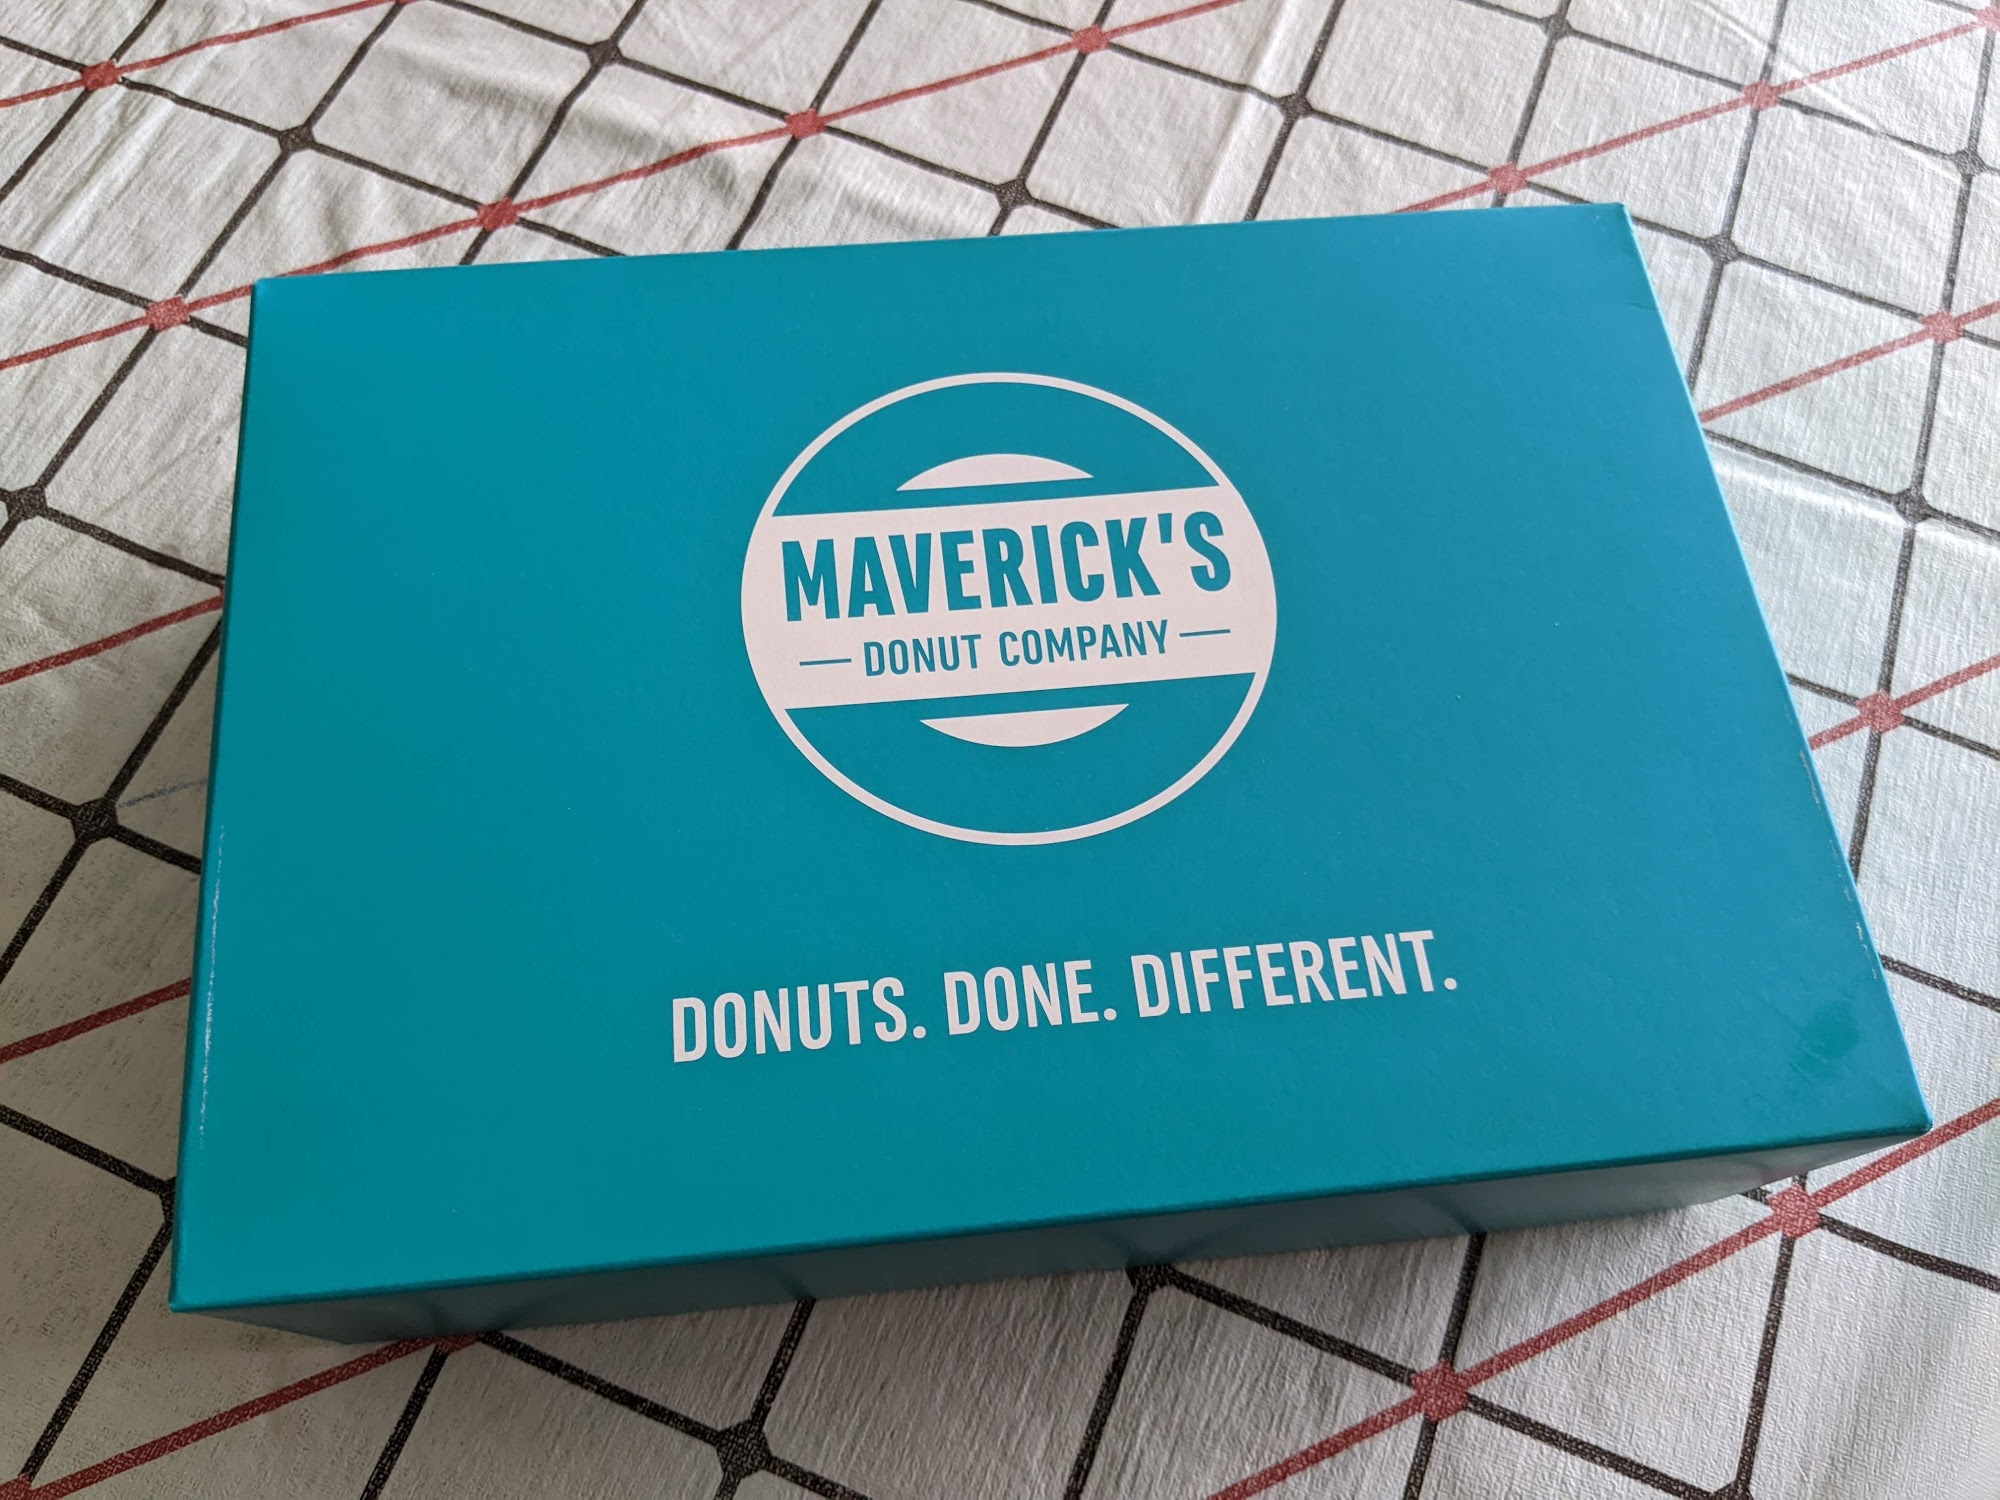 MAVERICK'S
DONUT COMPANY
DONUTS. DONE. DIFFERENT.